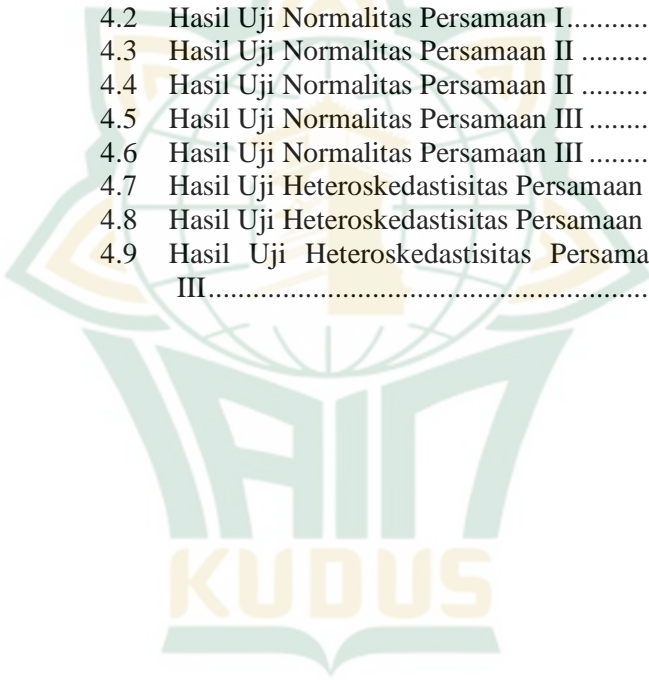 4.2 Hasil Uji Normalitas Persamaan I...........
4.3 Hasil Uji Normalitas Persamaan II .........
4.4 Hasil Uji Normalitas Persamaan II .........
4.5 Hasil Uji Normalitas Persamaan III ........
4.6 Hasil Uji Normalitas Persamaan III ........
4.7 Hasil Uji Heteroskedastisitas Persamaan
4.8 Hasil Uji Heteroskedastisitas Persamaan
4.9 Hasil Uji Heteroskedastisitas Persama
III............................................................
IAIN
KUDUS